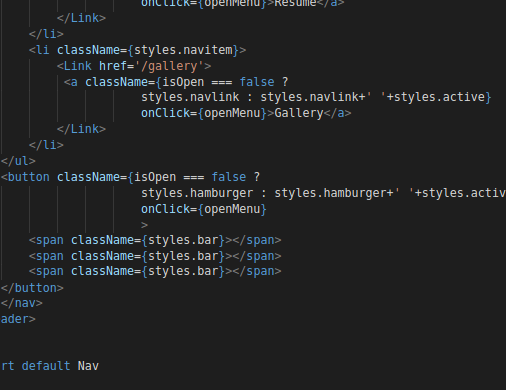 onClick={openMenu}>Resume</a>
</Link>
</li>
<li className={styles.navitem}>
<Link href='/gallery'>
<a className={isOpen === false ?
styles.navlink : styles.navlink+' '+styles.active}
onClick={openMenu}>Gallery</a>
</Link>
</li>
</ul>
<button className={isOpen === false ?
styles.hamburger : styles.hamburger+' '+styles.activ
onClick={openMenu}
>
<span className={styles.bar}></span>
<span className={styles.bar}></span>
<span className={styles.bar}></span>
</button>
</nav>
ader>
rt default Nav